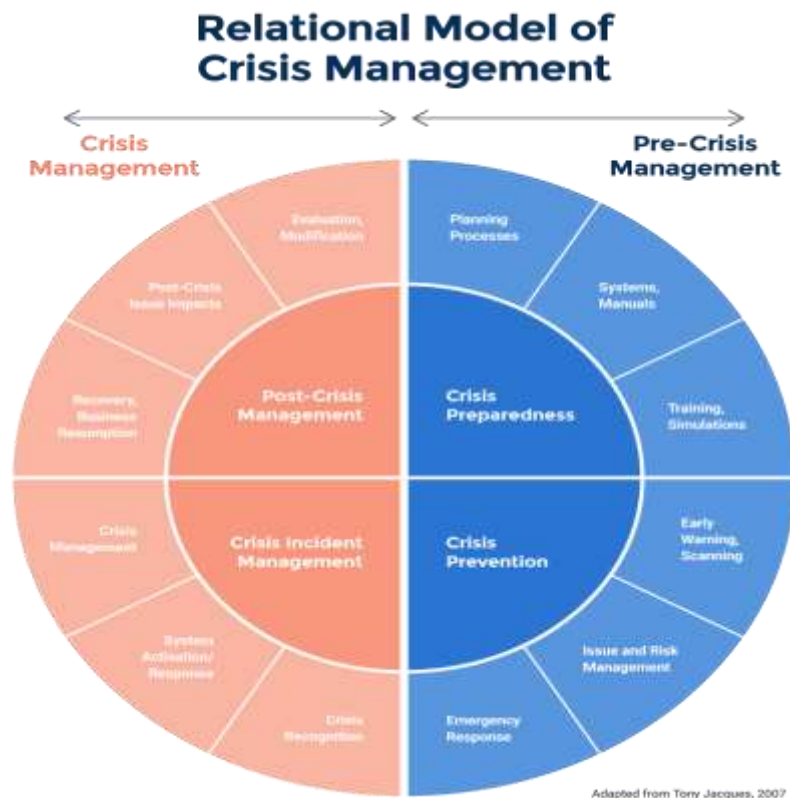 Relational Model of
Crisis Management
Crisis
Management
Pre-Crisis
Management
Evaluation,
Modification
Planning
Processes
Post-Crisis
Issue Impacts
Systems,
Manuals
Recovery,
Business
Resumption
Post-Crisis
Management
Crisis
Preparedness
Training,
Simulations
Crisis
Management
Crisis Incident
Management
Crisis
Prevention
Early
Warning,
Scanning
System
Activation/
Response
Issue and Risk
Management
Crisis
Recognition
Emergency
Response
Adapted from Tony Jacques, 2007